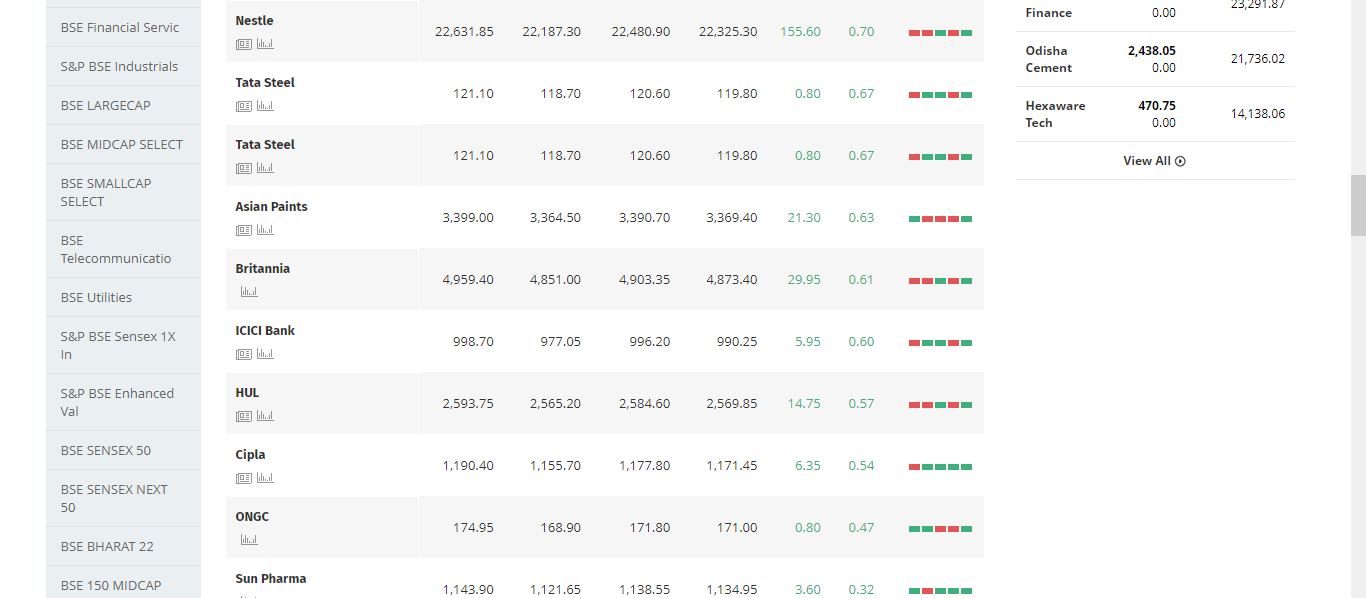 BSE Financial Servic
S&P BSE Industrials
BSE LARGECAP
BSE MIDCAP SELECT
BSE SMALLCAP
SELECT
BSE
Telecommunicatio
BSE Utilities
S&P BSE Sensex 1X
In
S&P BSE Enhanced
Val
BSE SENSEX 50
BSE SENSEX NEXT
50
BSE BHARAT 22
BSE 150 MIDCAP
Nestle
22,631.85 22,187.30 22,480.90 22,325.30 155.60 0.70
Tata Steel
121.10 118.70 120.60 119.80 0.80 0.67
Tata Steel
121.10 118.70 120.60 119.80 0.80 0.67
Asian Paints
3,399.00 3,364.50 3,390.70 3,369.40 21.30 0.63
Britannia
4,959.40 4,851.00 4,903.35 4,873.40 29.95 0.61
ICICI Bank
998.70 977.05 996.20 990.25 5.95 0.60
HUL
2,593.75 2,565.20 2,584.60 2,569.85 14.75 0.57
Cipla
1,190.40 1,155.70 1,177.80 1,171.45 6.35 0.54
ONGC
174.95 168.90 171.80 171.00 0.80 0.47
Sun Pharma
1,143.90 1,121.65 1,138.55 1,134.95 3.60 0.32
23,291.87
Finance 0.00
Odisha 2,438.05
Cement 0.00
21,736.02
Hexaware 470.75
Tech 0.00
14,138.06
View All